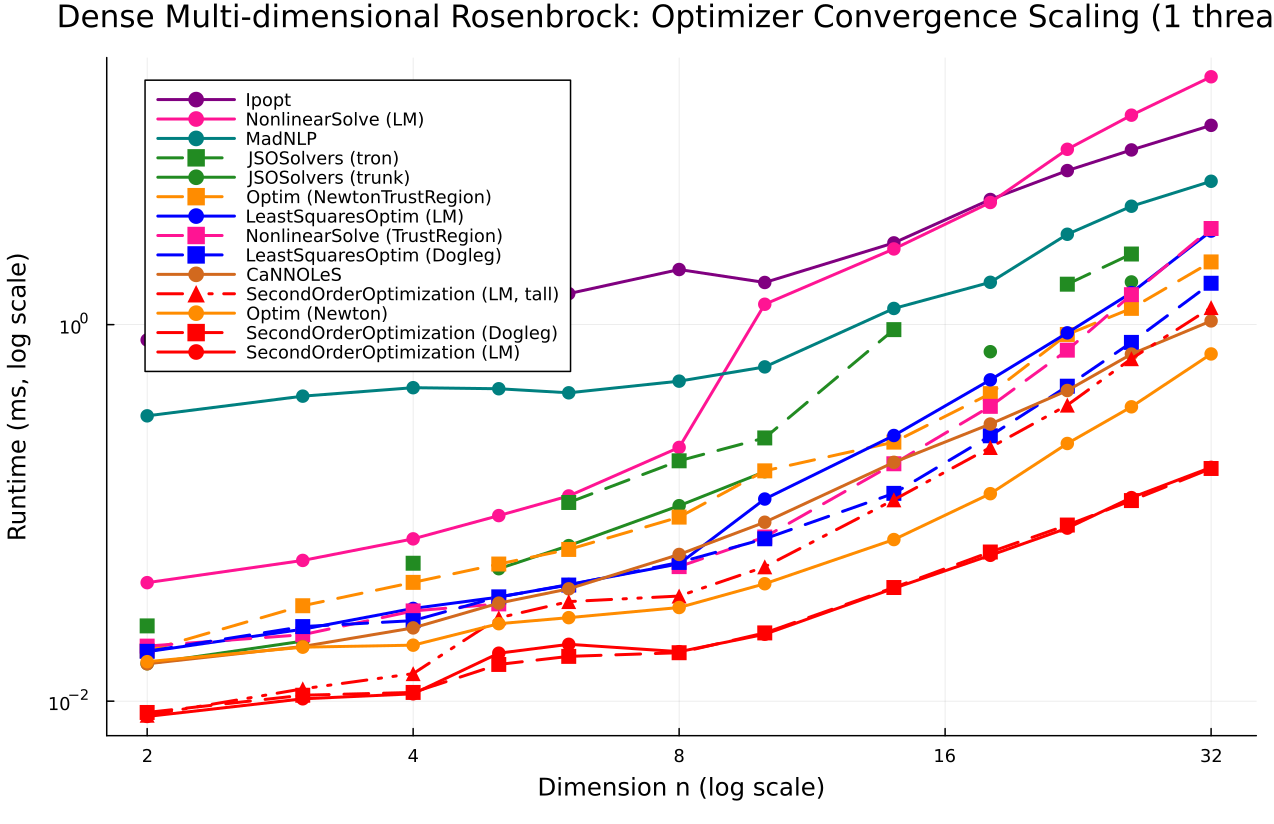 Dense Multi-dimensional Rosenbrock: Optimizer Convergence Scaling (1 threa
Ipopt
NonlinearSolve (LM)
MadNLP
JSOSolvers (tron)
JSOSolvers (trunk)
Optim (NewtonTrustRegion)
LeastSquaresOptim (LM)
NonlinearSolve (TrustRegion)
LeastSquaresOptim (Dogleg)
CaNNOLeS
SecondOrderOptimization (LM, tall)
Optim (Newton)
SecondOrderOptimization (Dogleg)
SecondOrderOptimization (LM)
Runtime (ms, log scale)
10⁰
10⁻²
2 4 8 16 32
Dimension n (log scale)